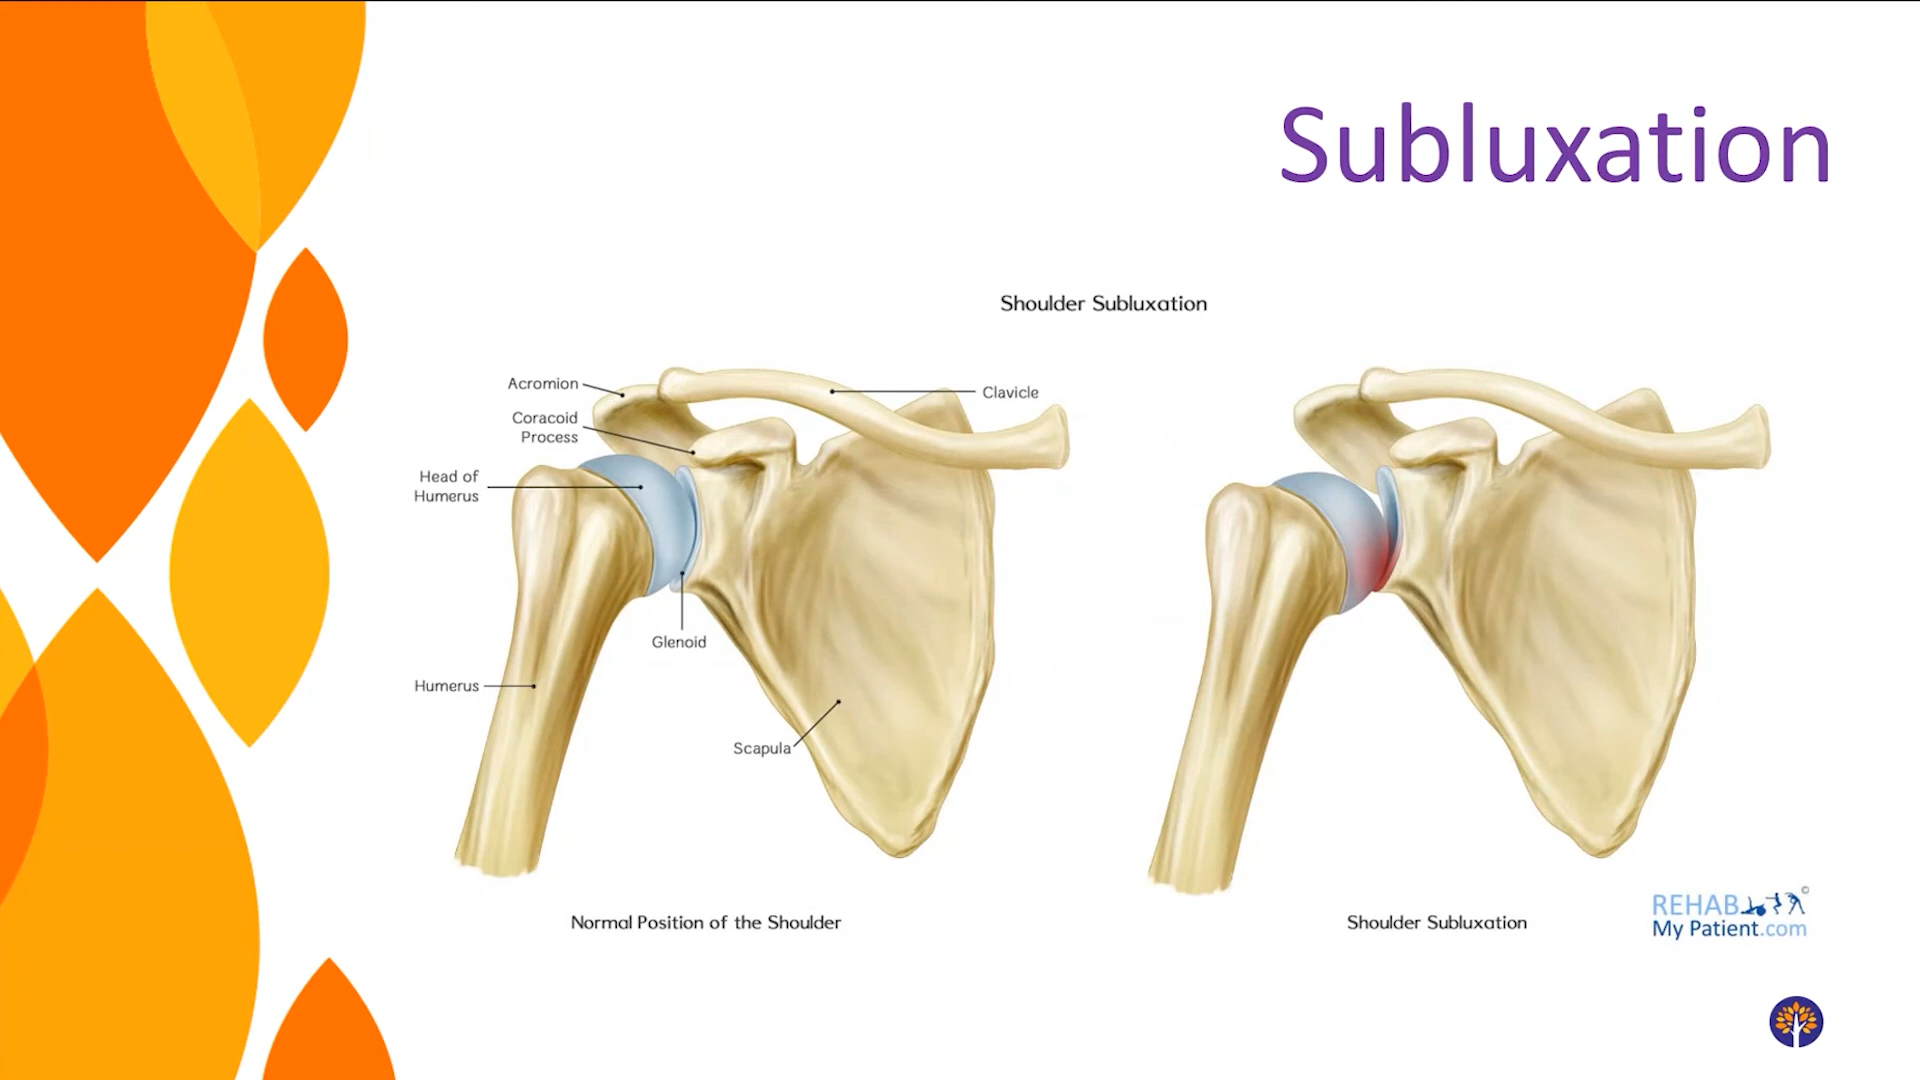 Subluxation
Shoulder Subluxation
Acromion
Coracoid
Process
Clavicle
Head of
Humerus
Glenoid
Humerus
Scapula
Normal Position of the Shoulder
Shoulder Subluxation
REHAB ©
My Patient.com